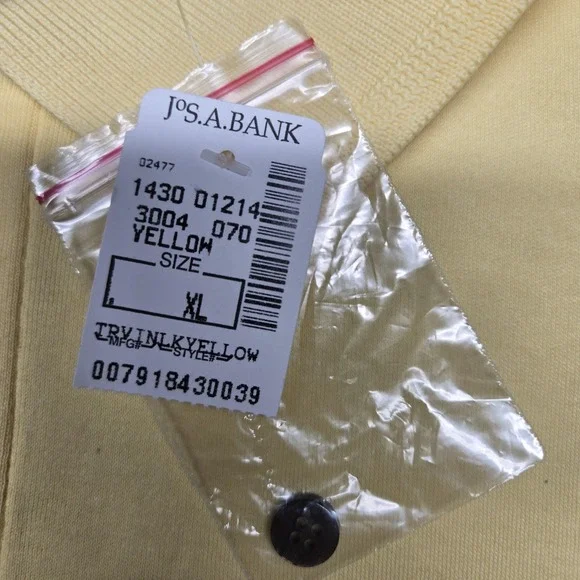 JoS.A.BANK
02477
1430 01214
3004 070
YELLOW
SIZE
XL
TRVINLKYELLOW
MFG# STYLE#
007918430039